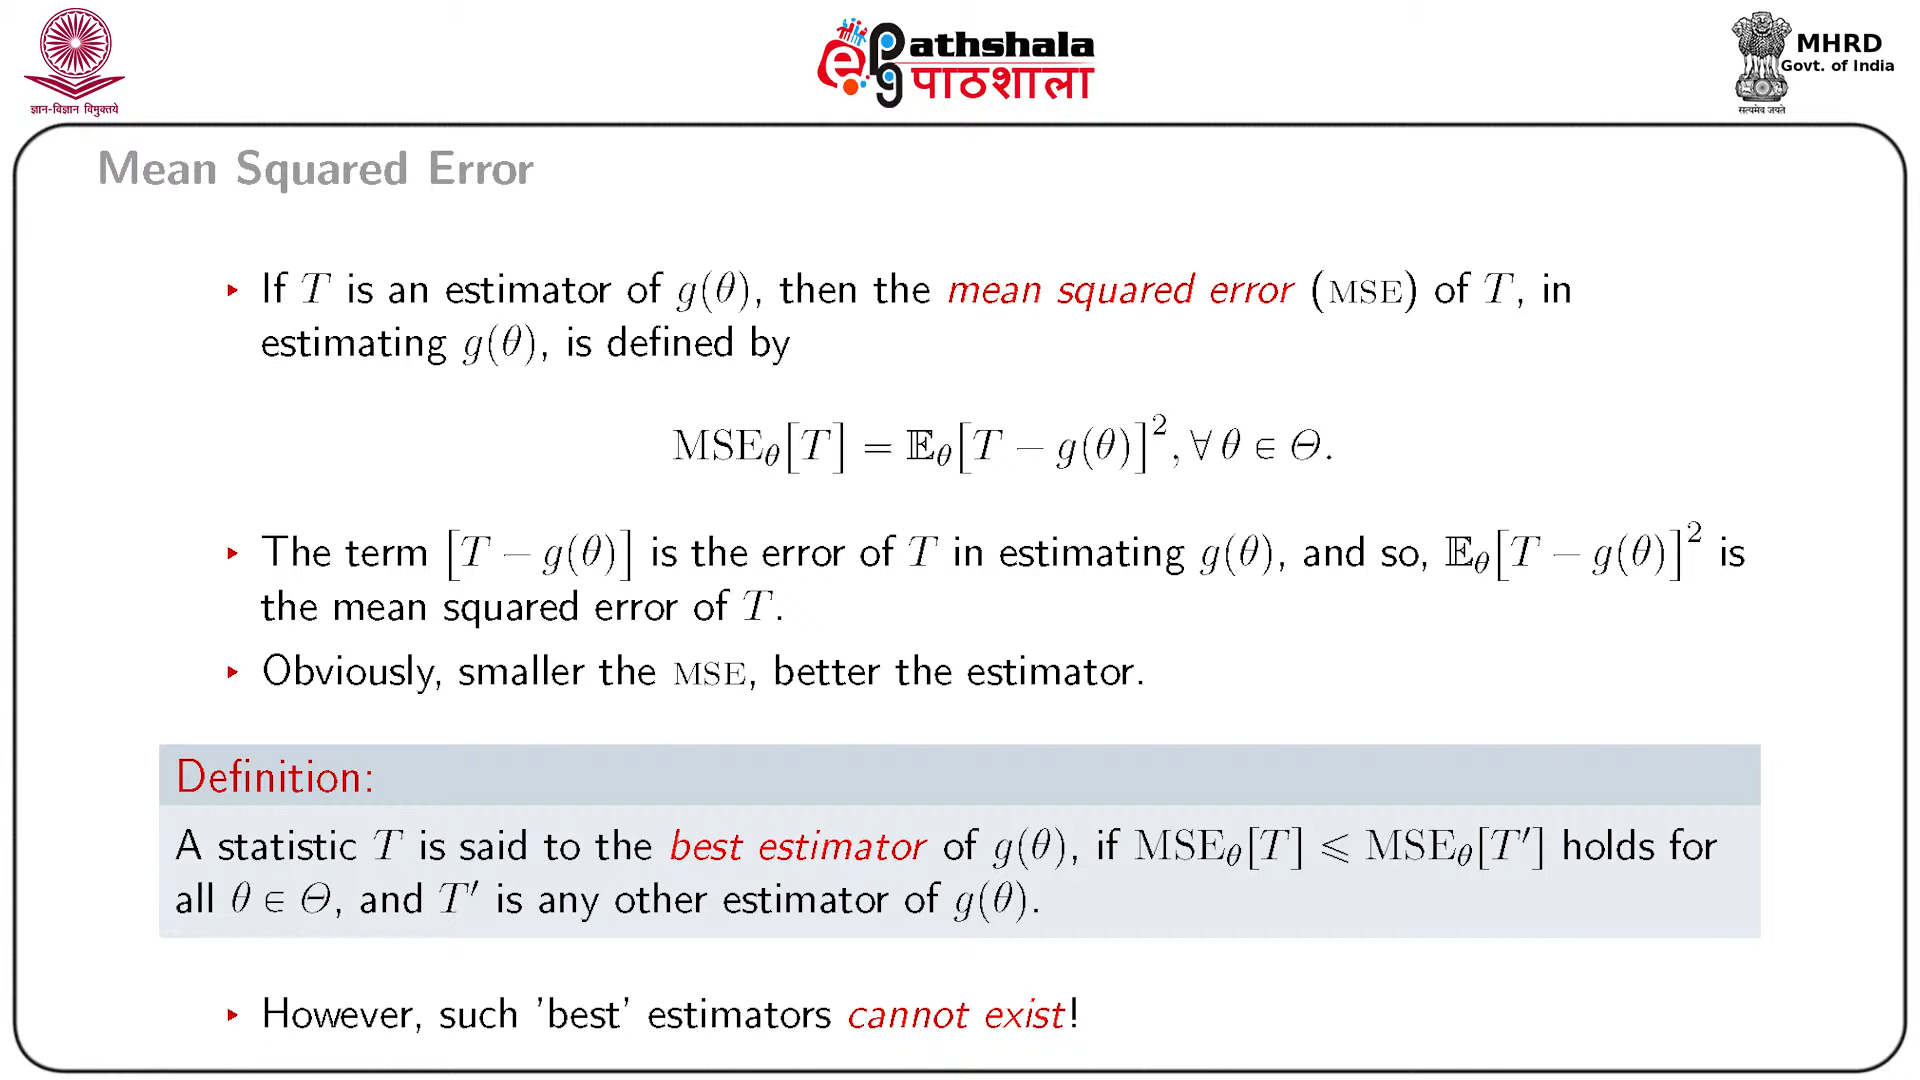 ज्ञान-विज्ञान विमुक्तये
ePG Pathshala
पाठशाला
MHRD
Govt. of India
सत्यमेव जयते
Mean Squared Error
▸ If T is an estimator of g(θ), then the mean squared error (MSE) of T, in
estimating g(θ), is defined by
MSE_θ[T] = 𝔼_θ[T − g(θ)]², ∀ θ ∈ Θ.
▸ The term [T − g(θ)] is the error of T in estimating g(θ), and so, 𝔼_θ[T − g(θ)]² is
the mean squared error of T.
▸ Obviously, smaller the MSE, better the estimator.
Definition:
A statistic T is said to the best estimator of g(θ), if MSE_θ[T] ⩽ MSE_θ[T′] holds for
all θ ∈ Θ, and T′ is any other estimator of g(θ).
▸ However, such 'best' estimators cannot exist!